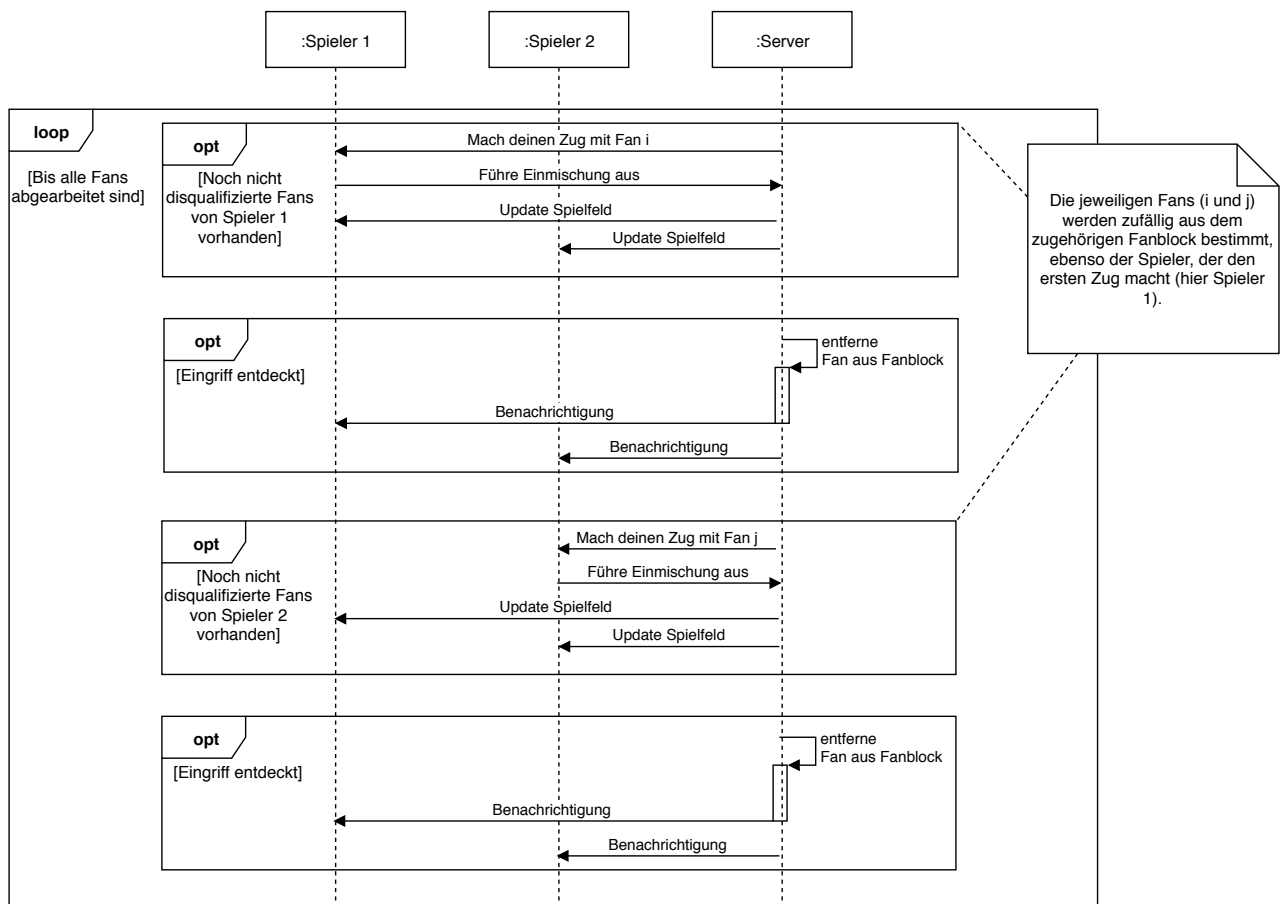 :Spieler 1
:Spieler 2
:Server
loop
[Bis alle Fans
abgearbeitet sind]
opt
[Noch nicht
disqualifizierte Fans
von Spieler 1
vorhanden]
Mach deinen Zug mit Fan i
Führe Einmischung aus
Update Spielfeld
Update Spielfeld
Die jeweiligen Fans (i und j)
werden zufällig aus dem
zugehörigen Fanblock bestimmt,
ebenso der Spieler, der den
ersten Zug macht (hier Spieler
1).
opt
[Eingriff entdeckt]
entferne
Fan aus Fanblock
Benachrichtigung
Benachrichtigung
opt
[Noch nicht
disqualifizierte Fans
von Spieler 2
vorhanden]
Mach deinen Zug mit Fan j
Führe Einmischung aus
Update Spielfeld
Update Spielfeld
opt
[Eingriff entdeckt]
entferne
Fan aus Fanblock
Benachrichtigung
Benachrichtigung